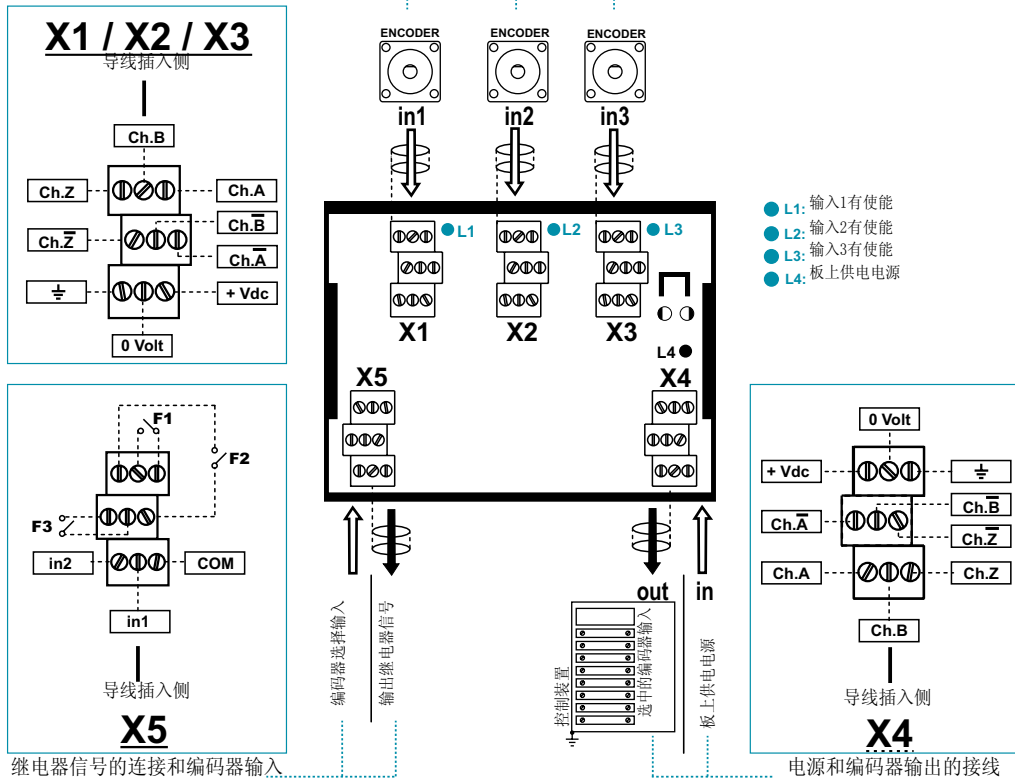 X1 / X2 / X3
导线插入侧
Ch.B
Ch.Z
Ch.A
Ch.B̅
Ch.Z̅
Ch.A̅
+ Vdc
0 Volt
ENCODER
ENCODER
ENCODER
in1
in2
in3
L1
L2
L3
X1
X2
X3
L4
X5
X4
L1: 输入1有使能
L2: 输入2有使能
L3: 输入3有使能
L4: 板上供电电源
F1
F2
F3
in2
COM
in1
导线插入侧
X5
继电器信号的连接和编码器输入
编码器选择输入
输出继电器信号
out
in
控制装置
选中的编码器输入
板上供电电源
0 Volt
+ Vdc
Ch.A̅
Ch.B̅
Ch.Z̅
Ch.A
Ch.Z
Ch.B
导线插入侧
X4
电源和编码器输出的接线